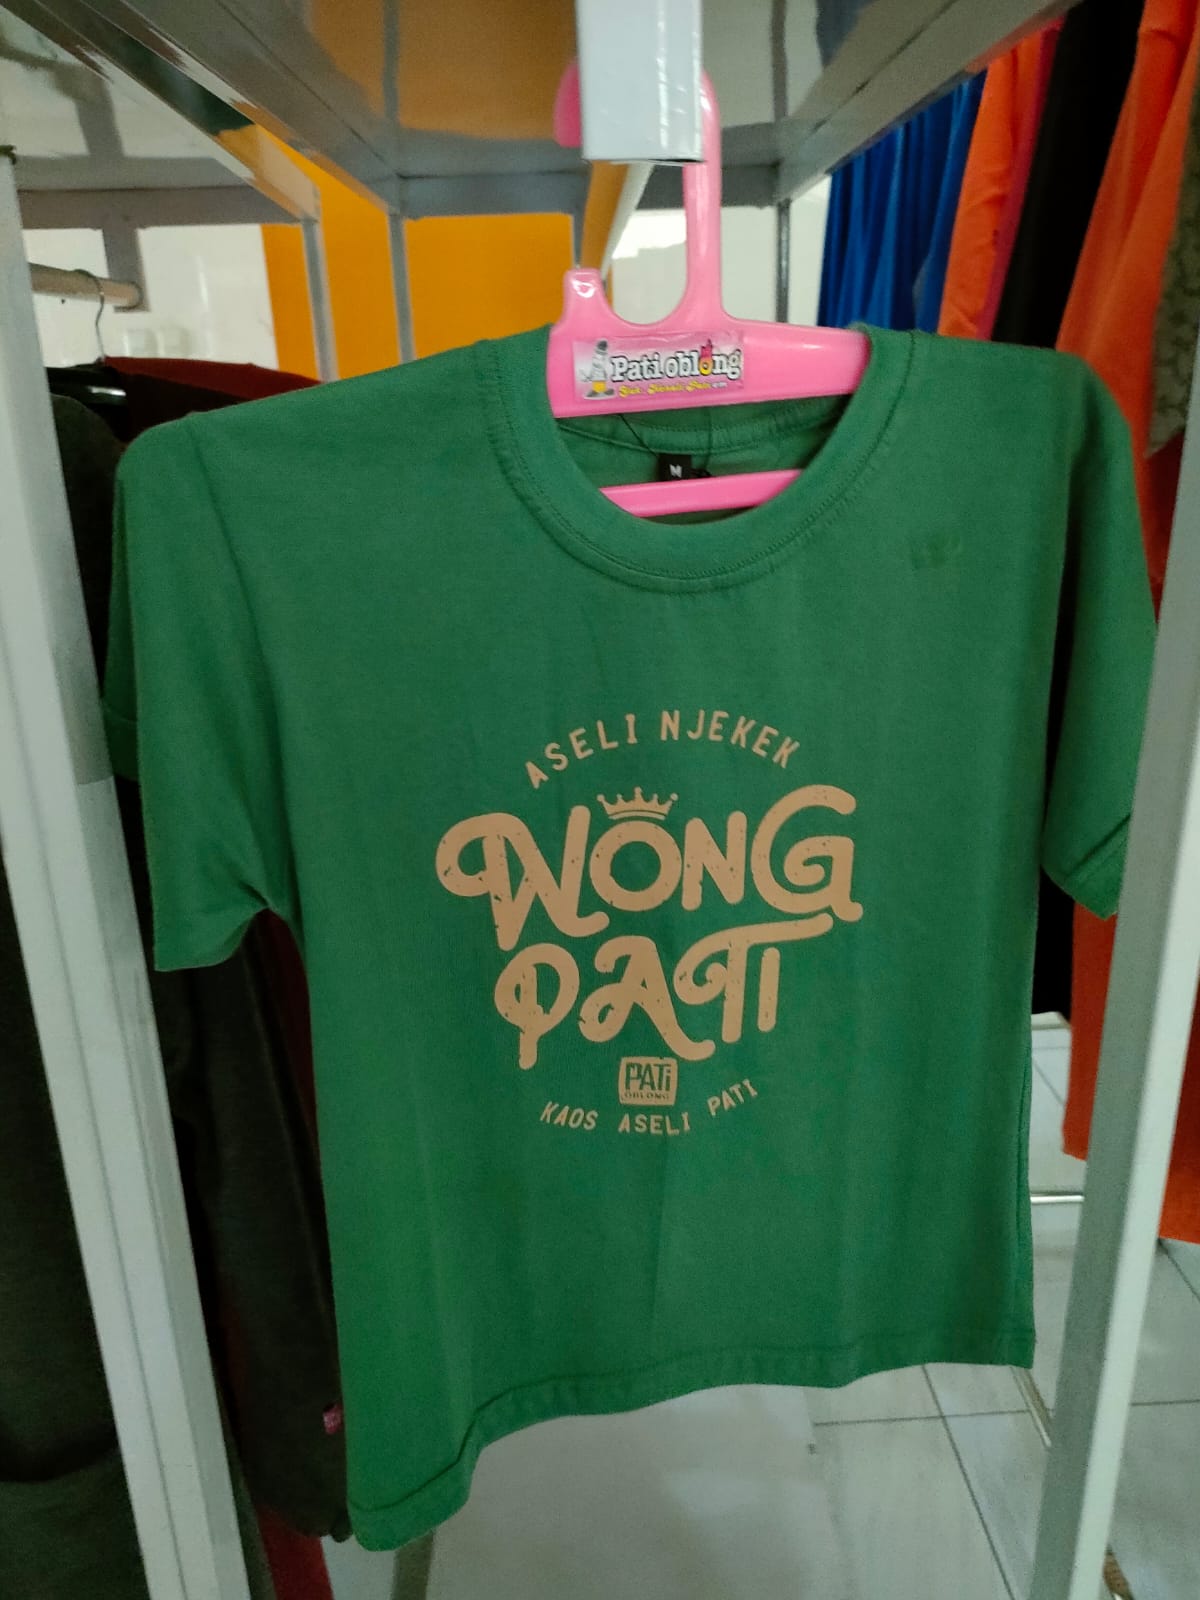 Pati oblong
M
ASELI NJEKEK
WONG
PATI
PATi
OBLONG
KAOS ASELI PATI